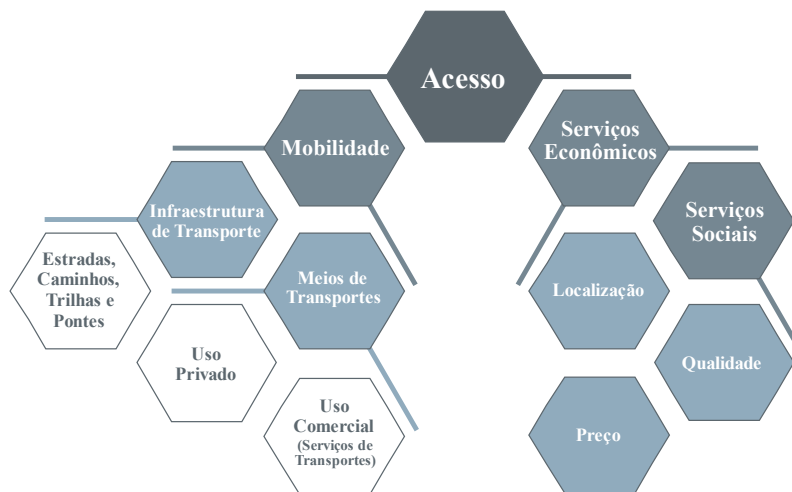 Acesso
Mobilidade
Serviços
Econômicos
Infraestrutura
de Transporte
Serviços
Sociais
Estradas,
Caminhos,
Trilhas e
Pontes
Meios de
Transportes
Localização
Uso
Privado
Qualidade
Uso
Comercial
(Serviços de
Transportes)
Preço